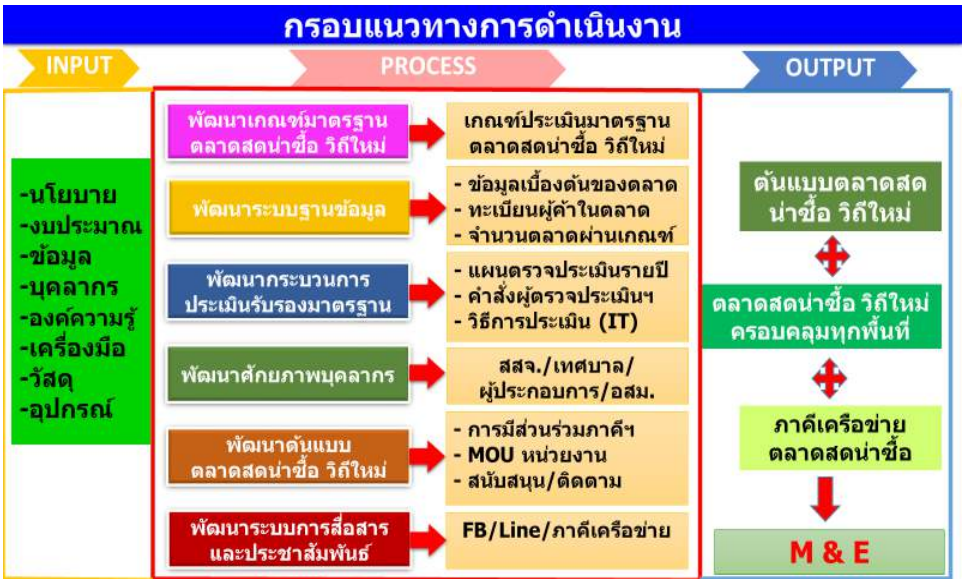 กรอบแนวทางการดำเนินงาน
INPUT
PROCESS
OUTPUT
-นโยบาย
-งบประมาณ
-ข้อมูล
-บุคลากร
-องค์ความรู้
-เครื่องมือ
-วัสดุ
-อุปกรณ์
พัฒนาเกณฑ์มาตรฐาน
ตลาดสดน่าซื้อ วิถีใหม่
เกณฑ์ประเมินมาตรฐาน
ตลาดสดน่าซื้อ วิถีใหม่
พัฒนาระบบฐานข้อมูล
- ข้อมูลเบื้องต้นของตลาด
- ทะเบียนผู้ค้าในตลาด
- จำนวนตลาดผ่านเกณฑ์
พัฒนากระบวนการ
ประเมินรับรองมาตรฐาน
- แผนตรวจประเมินรายปี
- คำสั่งผู้ตรวจประเมินฯ
- วิธีการประเมิน (IT)
พัฒนาศักยภาพบุคลากร
สสจ./เทศบาล/
ผู้ประกอบการ/อสม.
พัฒนาต้นแบบ
ตลาดสดน่าซื้อ วิถีใหม่
- การมีส่วนร่วมภาคีฯ
- MOU หน่วยงาน
- สนับสนุน/ติดตาม
พัฒนาระบบการสื่อสาร
และประชาสัมพันธ์
FB/Line/ภาคีเครือข่าย
ต้นแบบตลาดสด
น่าซื้อ วิถีใหม่
ตลาดสดน่าซื้อ วิถีใหม่
ครอบคลุมทุกพื้นที่
ภาคีเครือข่าย
ตลาดสดน่าซื้อ
M & E